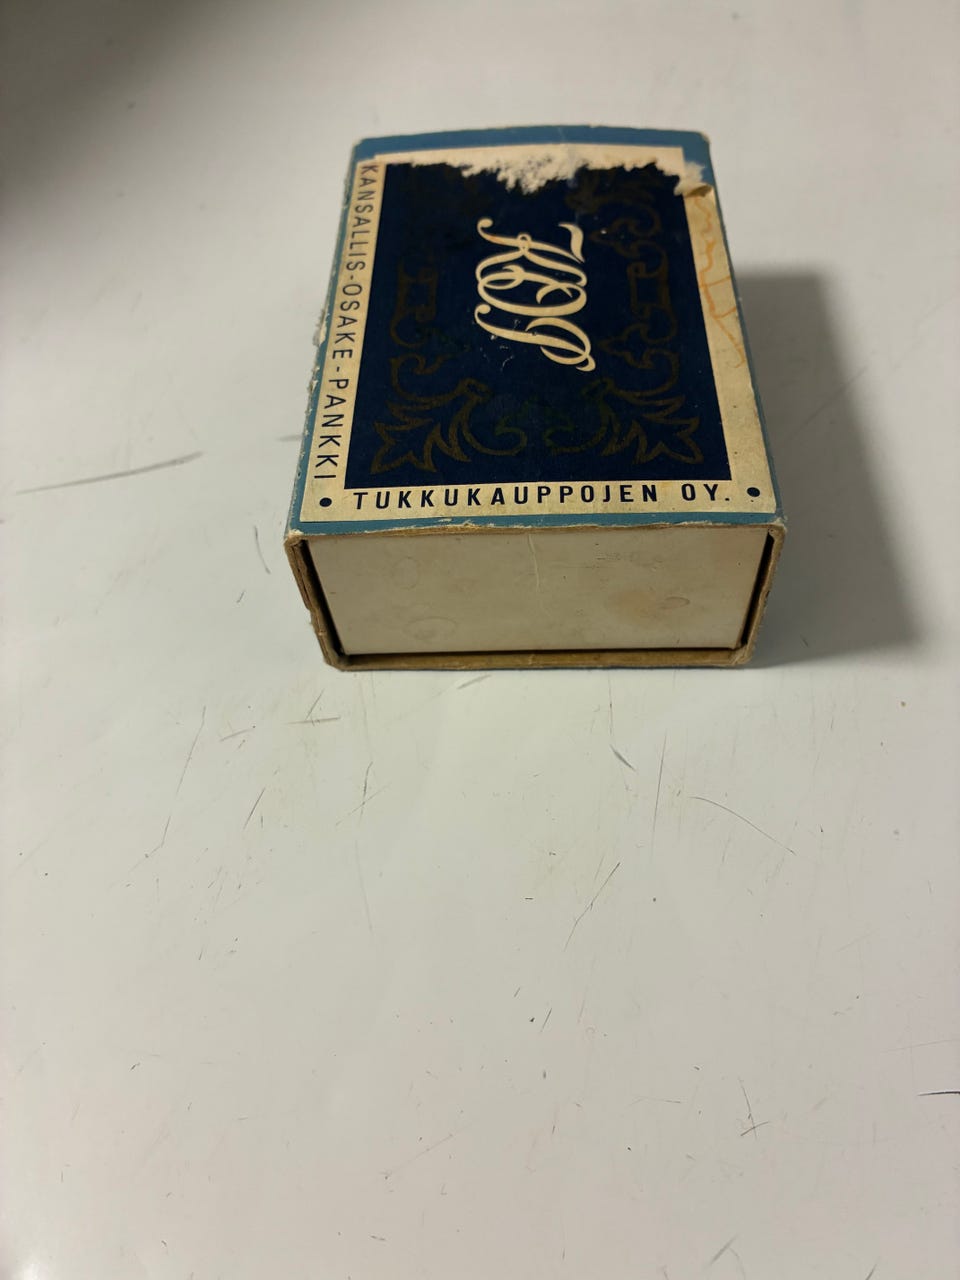 KANSALLIS-OSAKE-PANKKI
KOP
• TUKKUKAUPPOJEN OY. •